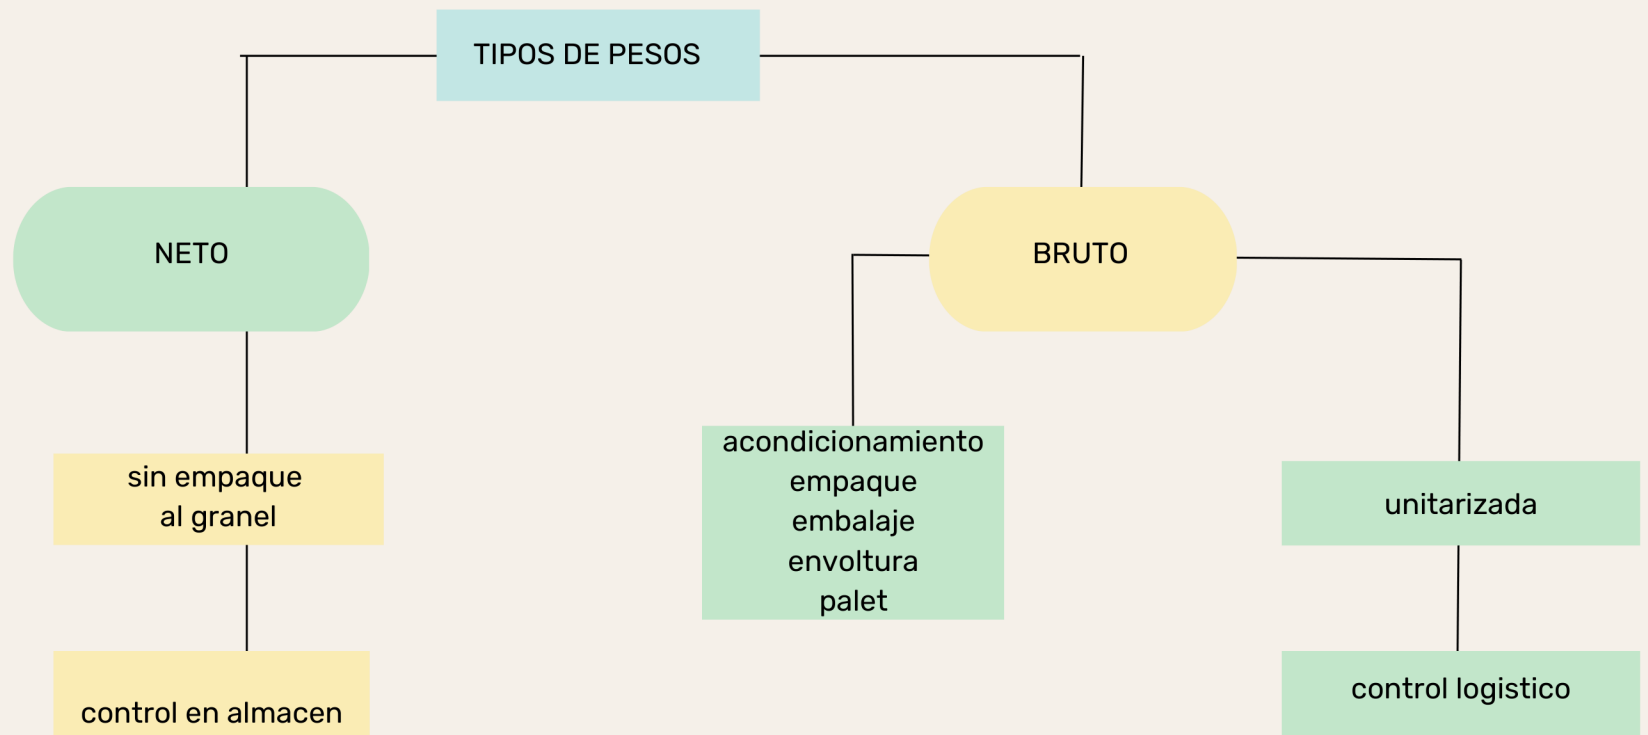 TIPOS DE PESOS
NETO
BRUTO
sin empaque
al granel
acondicionamiento
empaque
embalaje
envoltura
palet
unitarizada
control en almacen
control logistico